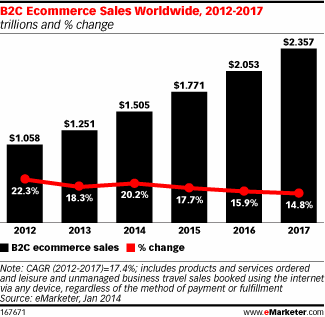 B2C Ecommerce Sales Worldwide, 2012-2017
trillions and % change
$1.058
$1.251
$1.505
$1.771
$2.053
$2.357
22.3%
18.3%
20.2%
17.7%
15.9%
14.8%
2012
2013
2014
2015
2016
2017
B2C ecommerce sales
% change
Note: CAGR (2012-2017)=17.4%; includes products and services ordered
and leisure and unmanaged business travel sales booked using the internet
via any device, regardless of the method of payment or fulfillment
Source: eMarketer, Jan 2014
167671
www.eMarketer.com